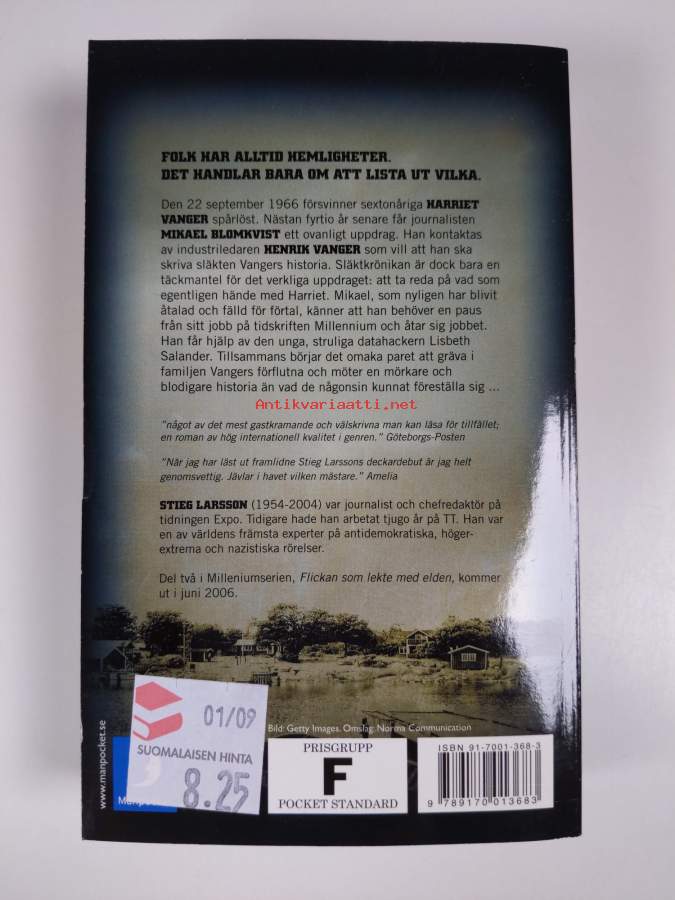 FOLK HAR ALLTID HEMLIGHETER.
DET HANDLAR BARA OM ATT LISTA UT VILKA.
Den 22 september 1966 försvinner sextonåriga HARRIET
VANGER spårlöst. Nästan fyrtio år senare får journalisten
MIKAEL BLOMKVIST ett ovanligt uppdrag. Han kontaktas
av industriledaren HENRIK VANGER som vill att han ska
skriva släkten Vangers historia. Släktkrönikan är dock bara en
täckmantel för det verkliga uppdraget: att ta reda på vad som
egentligen hände med Harriet. Mikael, som nyligen har blivit
åtalad och fälld för förtal, känner att han behöver en paus
från sitt jobb på tidskriften Millennium och åtar sig jobbet.
Han får hjälp av den unga, struliga datahackern Lisbeth
Salander. Tillsammans börjar det omaka paret att gräva i
familjen Vangers förflutna och möter en mörkare och
blodigare historia än vad de någonsin kunnat föreställa sig ...
Antikvariaatti.net
"något av det mest gastkramande och välskrivna man kan läsa för tillfället;
en roman av hög internationell kvalitet i genren." Göteborgs-Posten
"När jag har läst ut framlidne Stieg Larssons deckardebut är jag helt
genomsvettig. Jävlar i havet vilken mästare." Amelia
STIEG LARSSON (1954-2004) var journalist och chefredaktör på
tidningen Expo. Tidigare hade han arbetat tjugo år på TT. Han var
en av världens främsta experter på antidemokratiska, höger-
extrema och nazistiska rörelser.
Del två i Milleniumserien, Flickan som lekte med elden, kommer
ut i juni 2006.
Bild: Getty Images. Omslag: Norma Communication
www.manpocket.se
01/09
SUOMALAISEN HINTA
8.25
PRISGRUPP
F
POCKET STANDARD
ISBN 91-7001-368-3
9 789170 013683